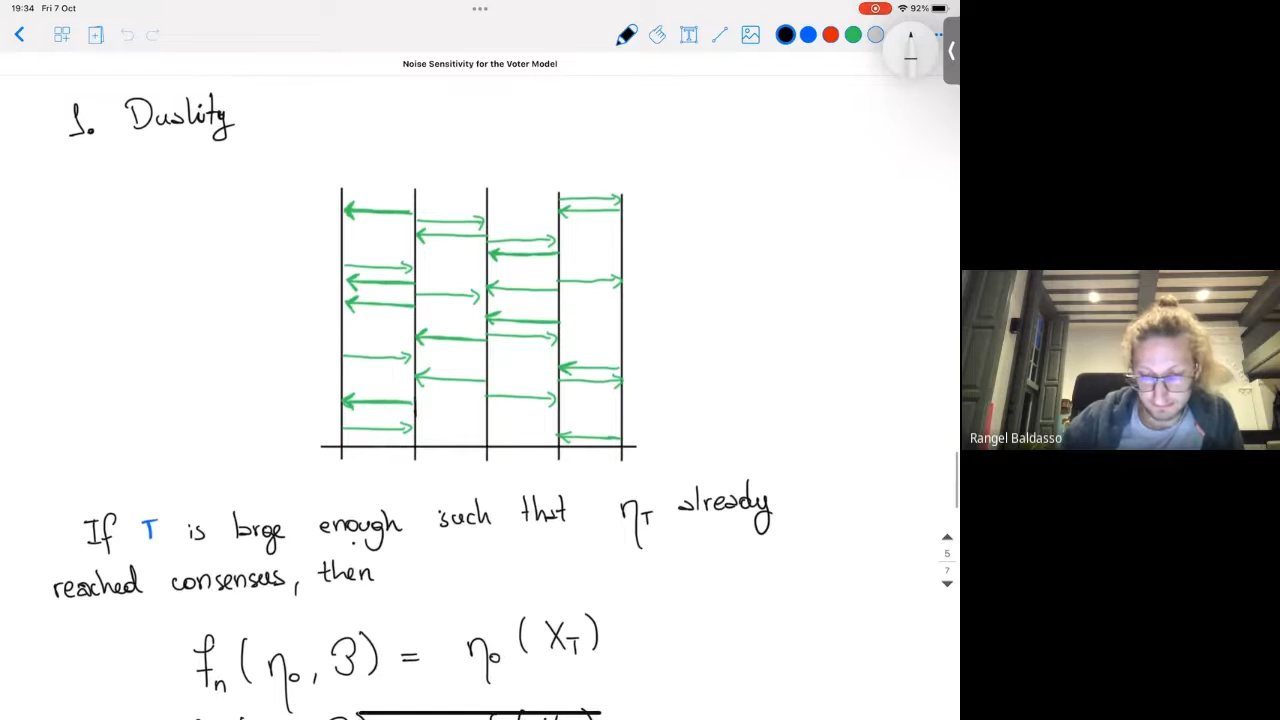 19:34 Fri 7 Oct
92%
Noise Sensitivity for the Voter Model
1. Duality
If T is large enough such that η_T already
reached consensus, then
f_n (η_0, 𝒫) = η_0 (X_T)
5
7
Rangel Baldasso